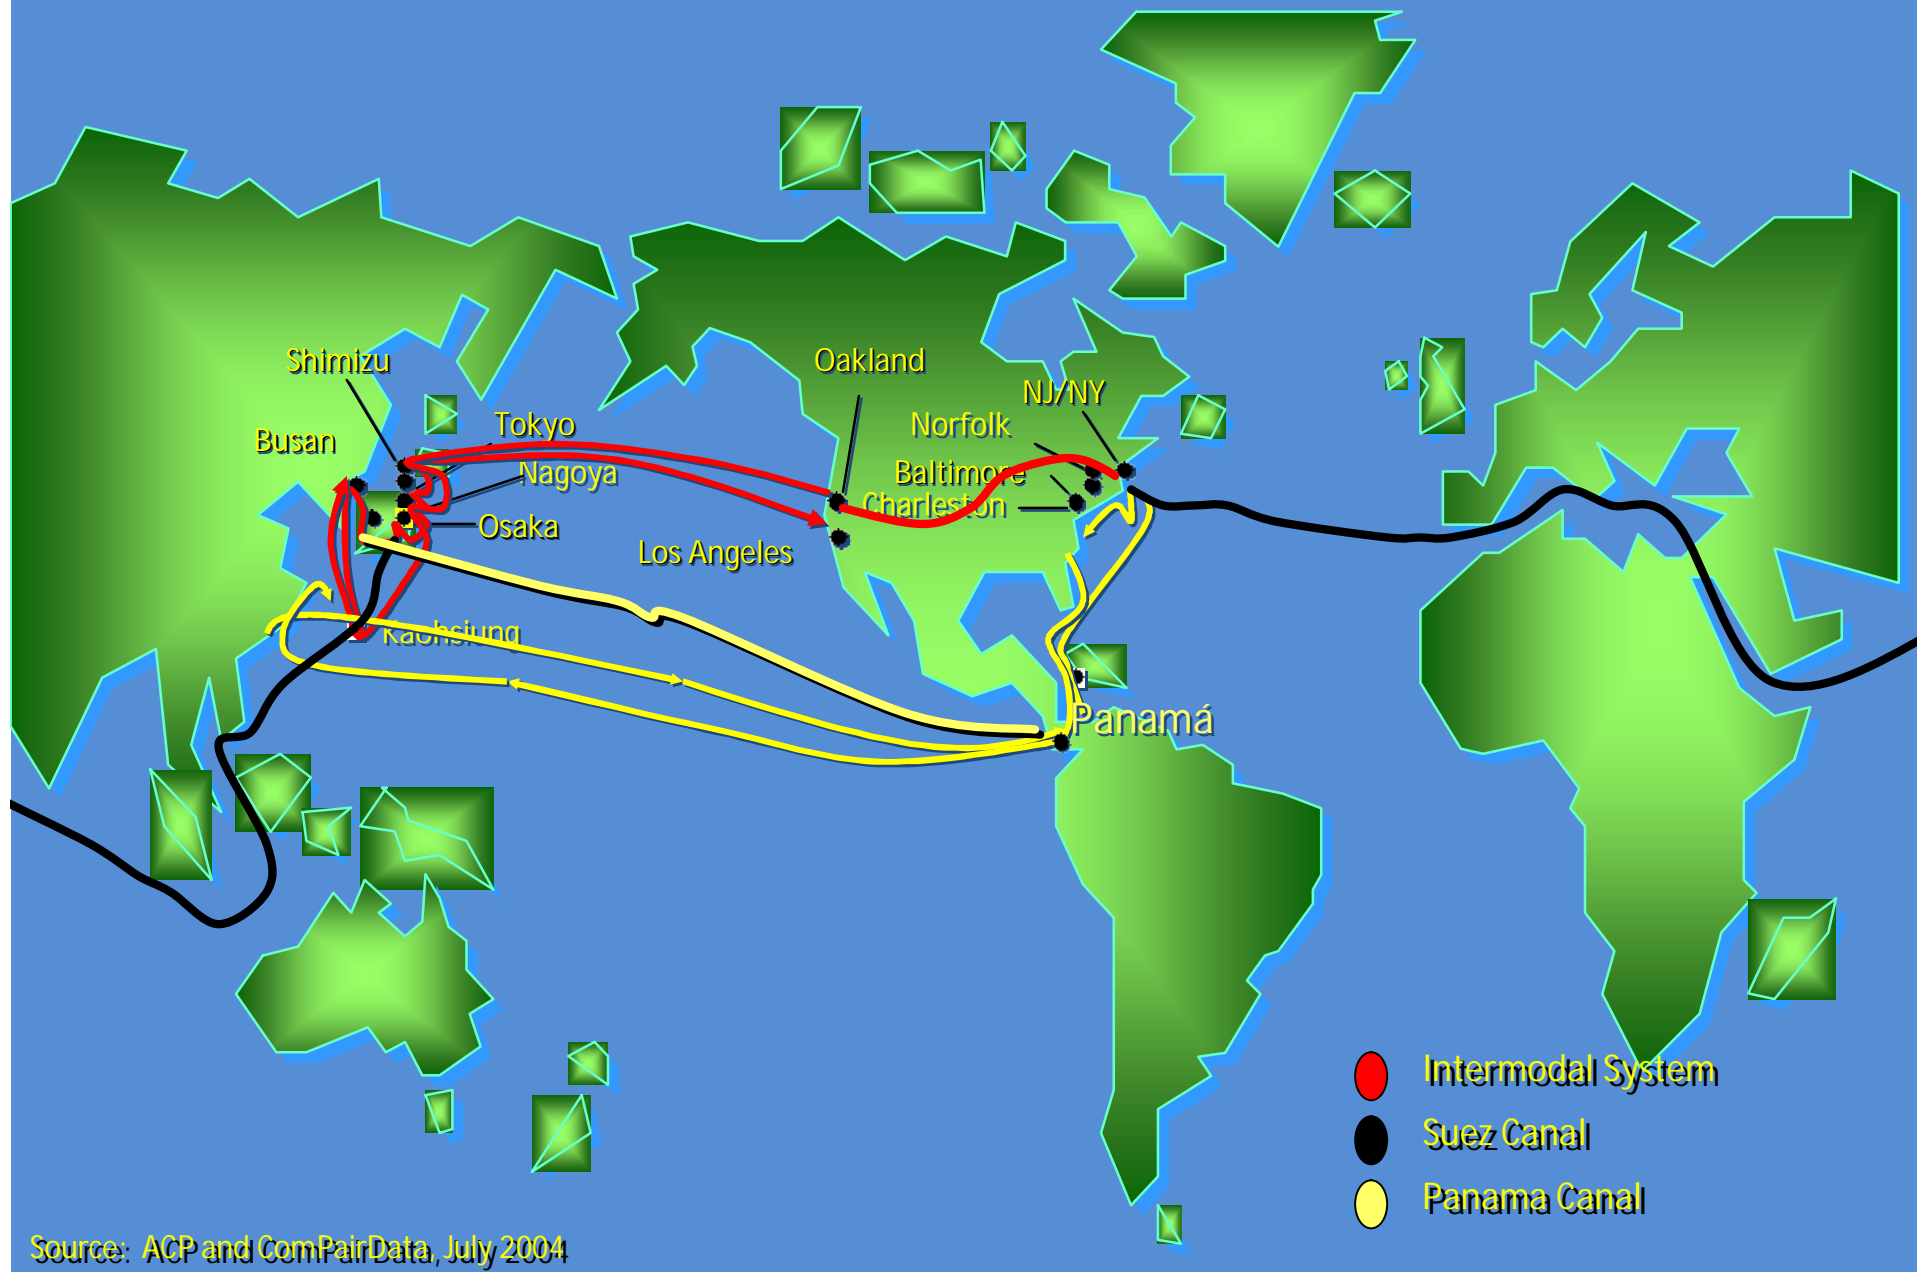 Shimizu
Oakland
NJ/NY
Tokyo
Norfolk
Busan
Nagoya
Baltimore
Charleston
Osaka
Los Angeles
Kaohsiung
Panamá
Intermodal System
Suez Canal
Panama Canal
Source: ACP and ComPairData, July 2004